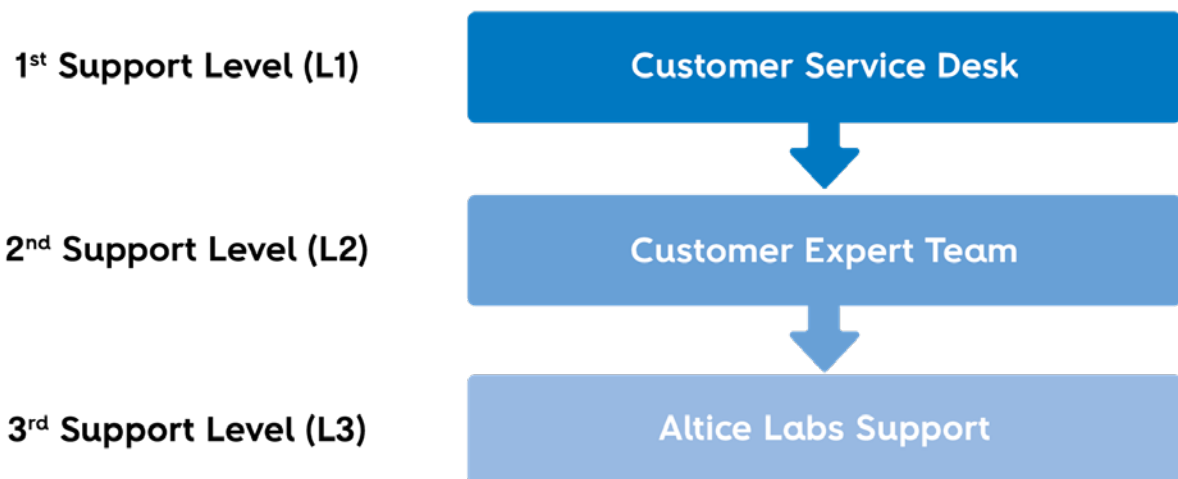 1st Support Level (L1)
Customer Service Desk
2nd Support Level (L2)
Customer Expert Team
3rd Support Level (L3)
Altice Labs Support